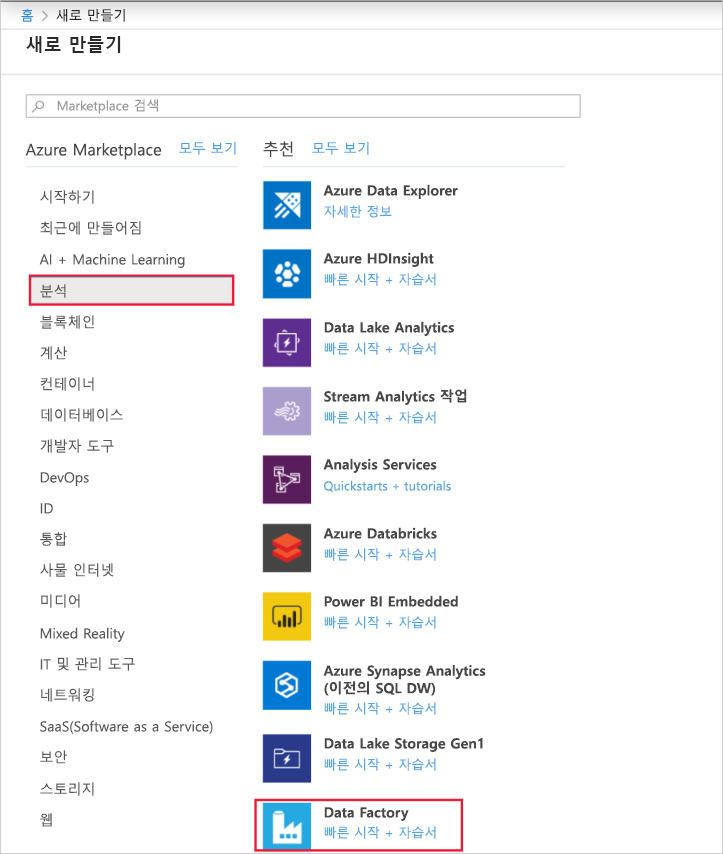 홈 > 새로 만들기
새로 만들기
Marketplace 검색
Azure Marketplace 모두 보기
시작하기
최근에 만들어짐
AI + Machine Learning
분석
블록체인
계산
컨테이너
데이터베이스
개발자 도구
DevOps
ID
통합
사물 인터넷
미디어
Mixed Reality
IT 및 관리 도구
네트워킹
SaaS(Software as a Service)
보안
스토리지
웹
추천 모두 보기
Azure Data Explorer
자세한 정보
Azure HDInsight
빠른 시작 + 자습서
Data Lake Analytics
빠른 시작 + 자습서
Stream Analytics 작업
빠른 시작 + 자습서
Analysis Services
Quickstarts + tutorials
Azure Databricks
빠른 시작 + 자습서
Power BI Embedded
빠른 시작 + 자습서
Azure Synapse Analytics
(이전의 SQL DW)
빠른 시작 + 자습서
Data Lake Storage Gen1
빠른 시작 + 자습서
Data Factory
빠른 시작 + 자습서